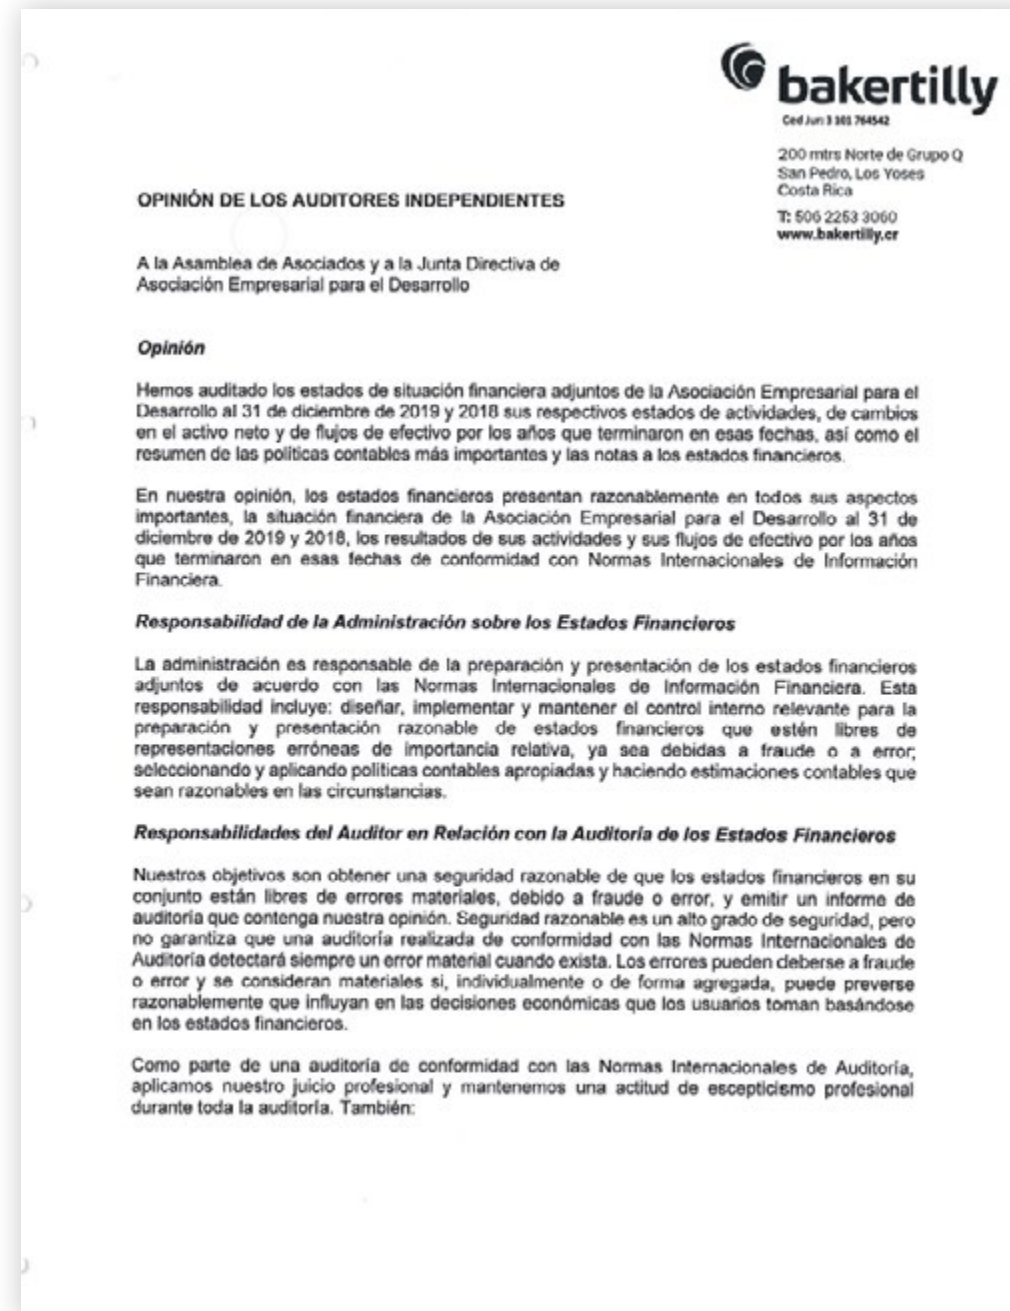 bakertilly
Ced Jur: 3 101 764542
200 mtrs Norte de Grupo Q
San Pedro, Los Yoses
Costa Rica
T: 506 2253 3060
www.bakertilly.cr
OPINIÓN DE LOS AUDITORES INDEPENDIENTES
A la Asamblea de Asociados y a la Junta Directiva de
Asociación Empresarial para el Desarrollo
Opinión
Hemos auditado los estados de situación financiera adjuntos de la Asociación Empresarial para el
Desarrollo al 31 de diciembre de 2019 y 2018 sus respectivos estados de actividades, de cambios
en el activo neto y de flujos de efectivo por los años que terminaron en esas fechas, así como el
resumen de las políticas contables más importantes y las notas a los estados financieros.
En nuestra opinión, los estados financieros presentan razonablemente en todos sus aspectos
importantes, la situación financiera de la Asociación Empresarial para el Desarrollo al 31 de
diciembre de 2019 y 2018, los resultados de sus actividades y sus flujos de efectivo por los años
que terminaron en esas fechas de conformidad con Normas Internacionales de Información
Financiera.
Responsabilidad de la Administración sobre los Estados Financieros
La administración es responsable de la preparación y presentación de los estados financieros
adjuntos de acuerdo con las Normas Internacionales de Información Financiera. Esta
responsabilidad incluye: diseñar, implementar y mantener el control interno relevante para la
preparación y presentación razonable de estados financieros que estén libres de
representaciones erróneas de importancia relativa, ya sea debidas a fraude o a error;
seleccionando y aplicando políticas contables apropiadas y haciendo estimaciones contables que
sean razonables en las circunstancias.
Responsabilidades del Auditor en Relación con la Auditoría de los Estados Financieros
Nuestros objetivos son obtener una seguridad razonable de que los estados financieros en su
conjunto están libres de errores materiales, debido a fraude o error, y emitir un informe de
auditoría que contenga nuestra opinión. Seguridad razonable es un alto grado de seguridad, pero
no garantiza que una auditoría realizada de conformidad con las Normas Internacionales de
Auditoría detectará siempre un error material cuando exista. Los errores pueden deberse a fraude
o error y se consideran materiales si, individualmente o de forma agregada, puede preverse
razonablemente que influyan en las decisiones económicas que los usuarios toman basándose
en los estados financieros.
Como parte de una auditoría de conformidad con las Normas Internacionales de Auditoría,
aplicamos nuestro juicio profesional y mantenemos una actitud de escepticismo profesional
durante toda la auditoría. También: